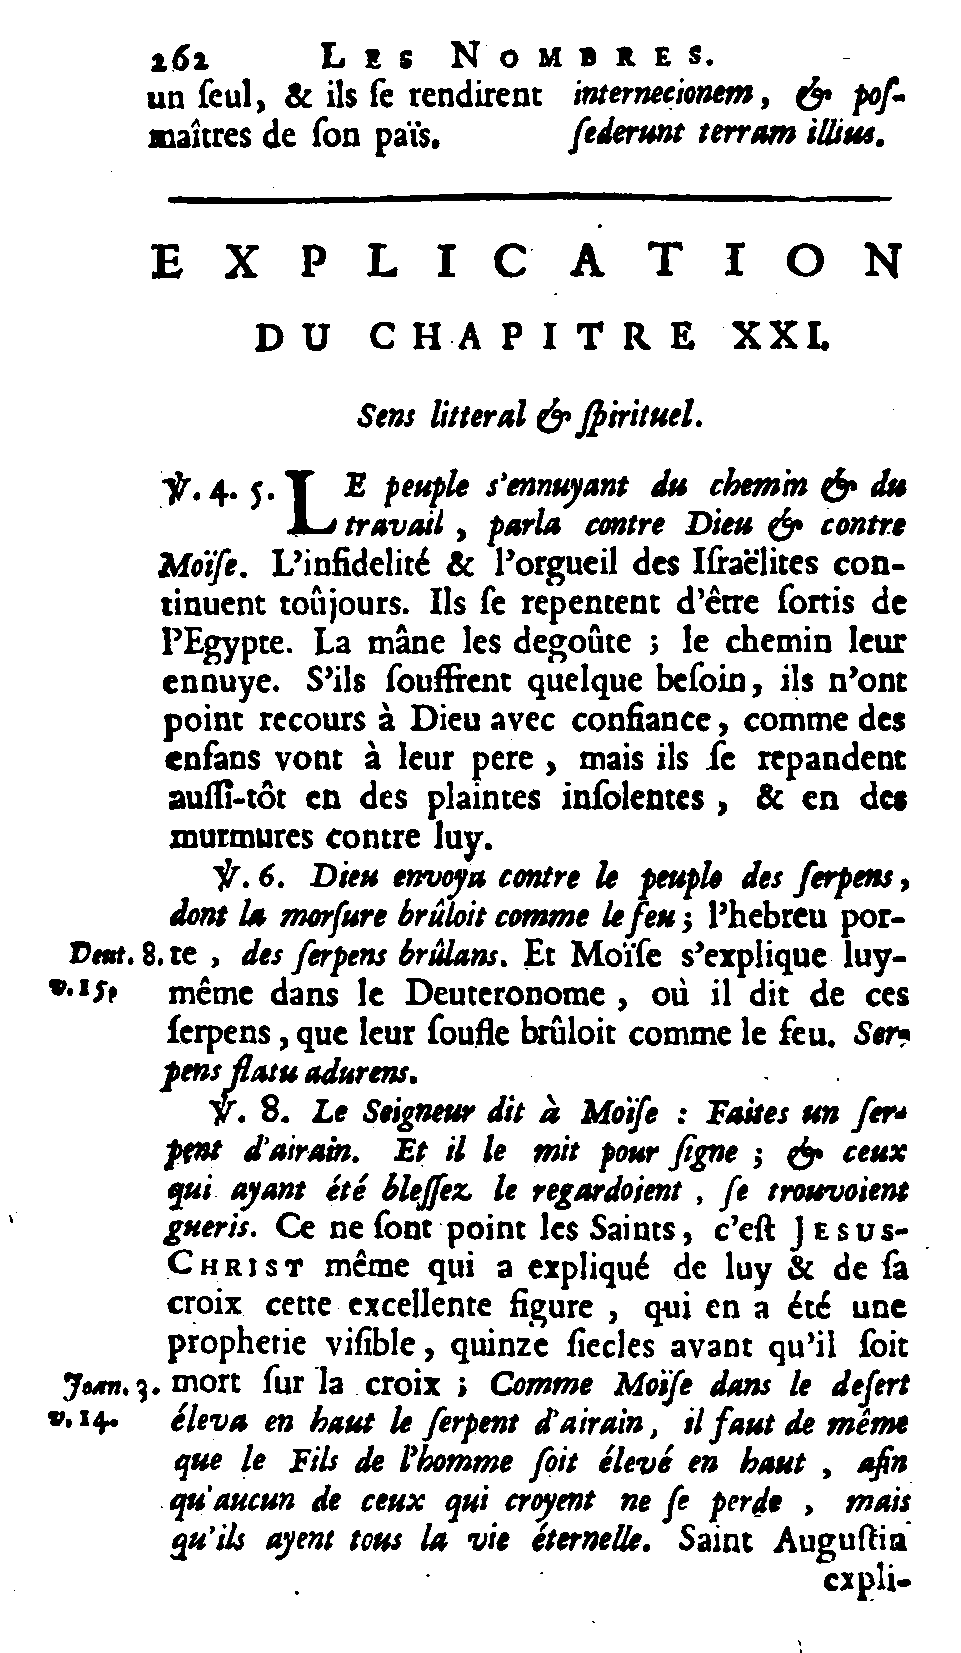 262 LES NOMBRES.
un ſeul, & ils ſe rendirent
maîtres de ſon païs.
internecionem, & poſ-
ſederunt terram illius.
EXPLICATION
DU CHAPITRE XXI.
Sens litteral & ſpirituel.
℣. 4. 5. LE peuple s'ennuyant du chemin & du
travail, parla contre Dieu & contre
Moïſe. L'infidelité & l'orgueil des Iſraëlites con-
tinuent toûjours. Ils ſe repentent d'être ſortis de
l'Egypte. La mâne les degoûte ; le chemin leur
ennuye. S'ils ſouffrent quelque beſoin, ils n'ont
point recours à Dieu avec confiance, comme des
enfans vont à leur pere, mais ils ſe repandent
auſſi-tôt en des plaintes inſolentes, & en des
murmures contre luy.
℣. 6. Dieu envoya contre le peuple des ſerpens,
dont la morſure brûloit comme le feu ; l'hebreu por-
Deut. 8. te, des ſerpens brûlans. Et Moïſe s'explique luy-
v. 15. même dans le Deuteronome, où il dit de ces
ſerpens, que leur ſoufle brûloit comme le feu. Ser-
pens flatu adurens.
℣. 8. Le Seigneur dit à Moïſe : Faites un ſer-
pent d'airain. Et il le mit pour ſigne ; & ceux
qui ayant été bleſſez le regardoient, ſe trouvoient
gueris. Ce ne ſont point les Saints, c'eſt JESUS-
CHRIST même qui a expliqué de luy & de ſa
croix cette excellente figure, qui en a été une
prophetie viſible, quinze ſiecles avant qu'il ſoit
Joan. 3. mort ſur la croix ; Comme Moïſe dans le deſert
v. 14. éleva en haut le ſerpent d'airain, il faut de même
que le Fils de l'homme ſoit élevé en haut, afin
qu'aucun de ceux qui croyent ne ſe perde, mais
qu'ils ayent tous la vie éternelle. Saint Auguſtin
expli-